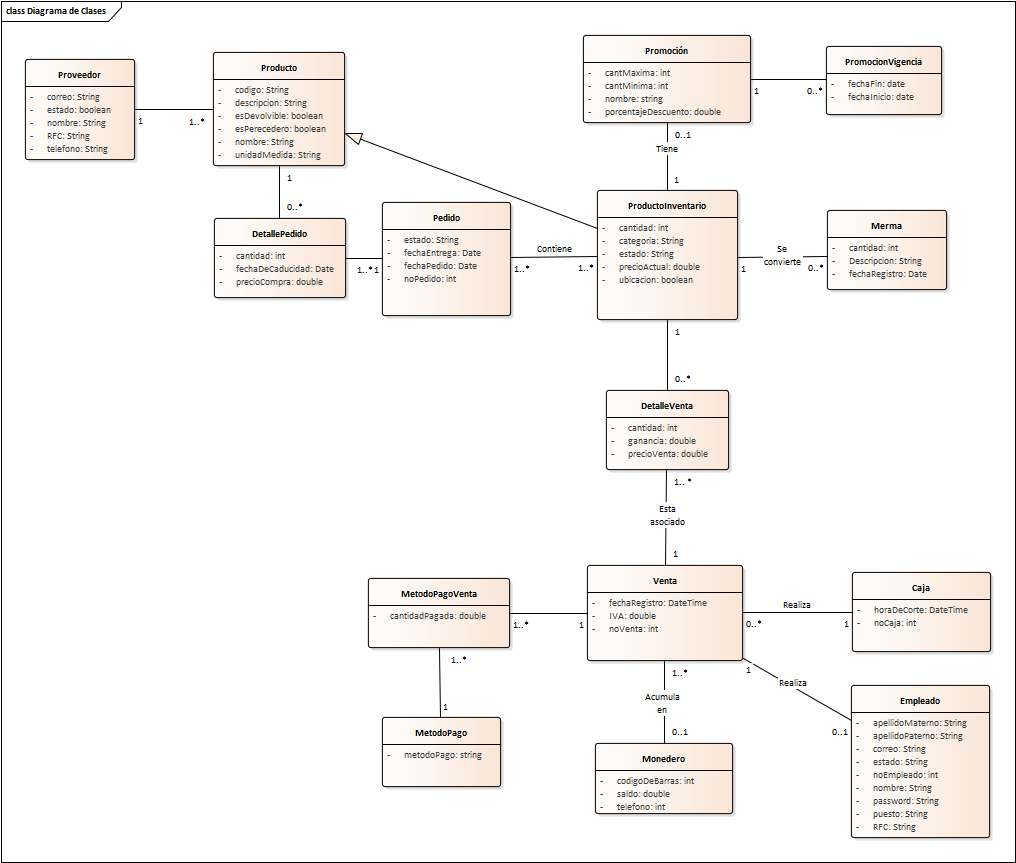 class Diagrama de Clases
Proveedor
- correo: String
- estado: boolean
- nombre: String
- RFC: String
- telefono: String
1
1..*
Producto
- codigo: String
- descripcion: String
- esDevolvible: boolean
- esPerecedero: boolean
- nombre: String
- unidadMedida: String
1
0..*
Promoción
- cantMaxima: int
- cantMinima: int
- nombre: string
- porcentajeDescuento: double
1
0..*
PromocionVigencia
- fechaFin: date
- fechaInicio: date
0..1
Tiene
1
DetallePedido
- cantidad: int
- fechaDeCaducidad: Date
- precioCompra: double
1..*
1
Pedido
- estado: String
- fechaEntrega: Date
- fechaPedido: Date
- noPedido: int
Contiene
1..*
1..*
ProductoInventario
- cantidad: int
- categoria: String
- estado: String
- precioActual: double
- ubicacion: boolean
Se
convierte
1
0..*
Merma
- cantidad: int
- Descripcion: String
- fechaRegistro: Date
1
0..*
DetalleVenta
- cantidad: int
- ganancia: double
- precioVenta: double
1..*
Esta
asociado
1
MetodoPagoVenta
- cantidadPagada: double
1..*
1
Venta
- fechaRegistro: DateTime
- IVA: double
- noVenta: int
Realiza
0..*
1
Caja
- horaDeCorte: DateTime
- noCaja: int
1..*
1
MetodoPago
- metodoPago: string
1..*
Acumula
en
0..1
Monedero
- codigoDeBarras: int
- saldo: double
- telefono: int
1
Realiza
0..1
Empleado
- apellidoMaterno: String
- apellidoPaterno: String
- correo: String
- estado: String
- noEmpleado: int
- nombre: String
- password: String
- puesto: String
- RFC: String